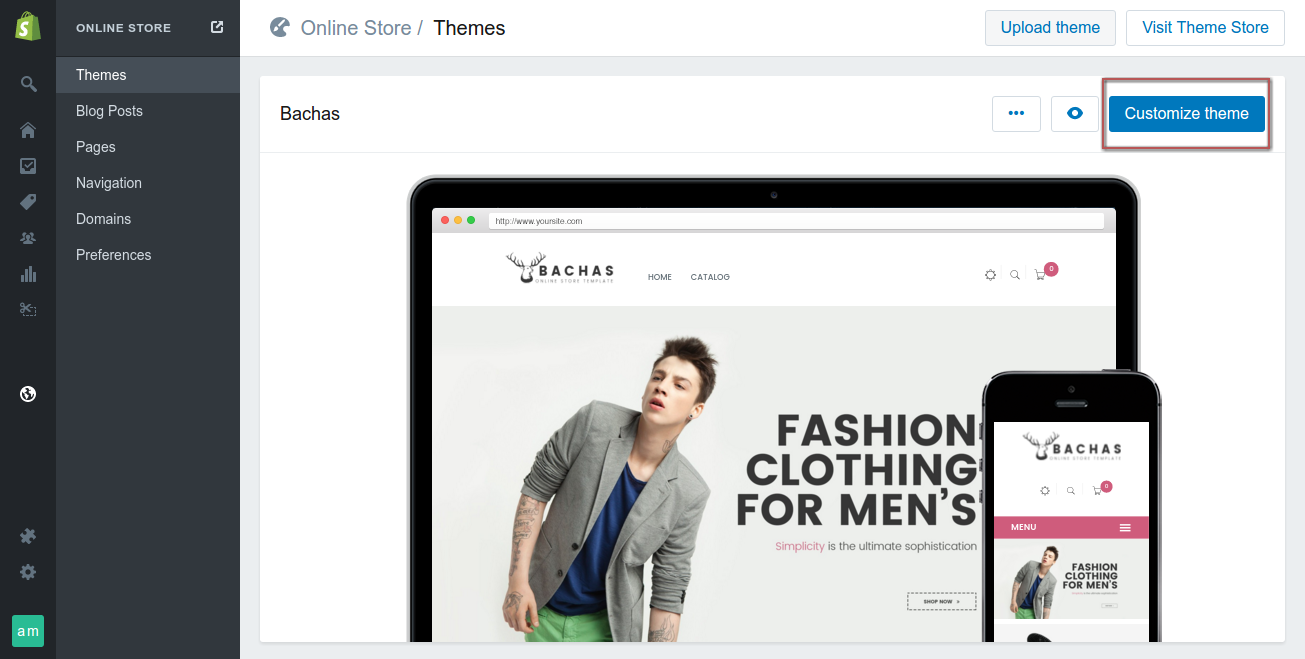 ONLINE STORE
Online Store / Themes
Upload theme
Visit Theme Store
Themes
Blog Posts
Pages
Navigation
Domains
Preferences
am
Bachas
•••
Customize theme
http://www.yoursite.com
BACHAS
ONLINE STORE TEMPLATE
HOME
CATALOG
0
FASHION
CLOTHING
FOR MEN'S
Simplicity is the ultimate sophistication
SHOP NOW >
BACHAS
ONLINE STORE TEMPLATE
0
MENU
FASHION
CLOTHING
FOR MEN'S